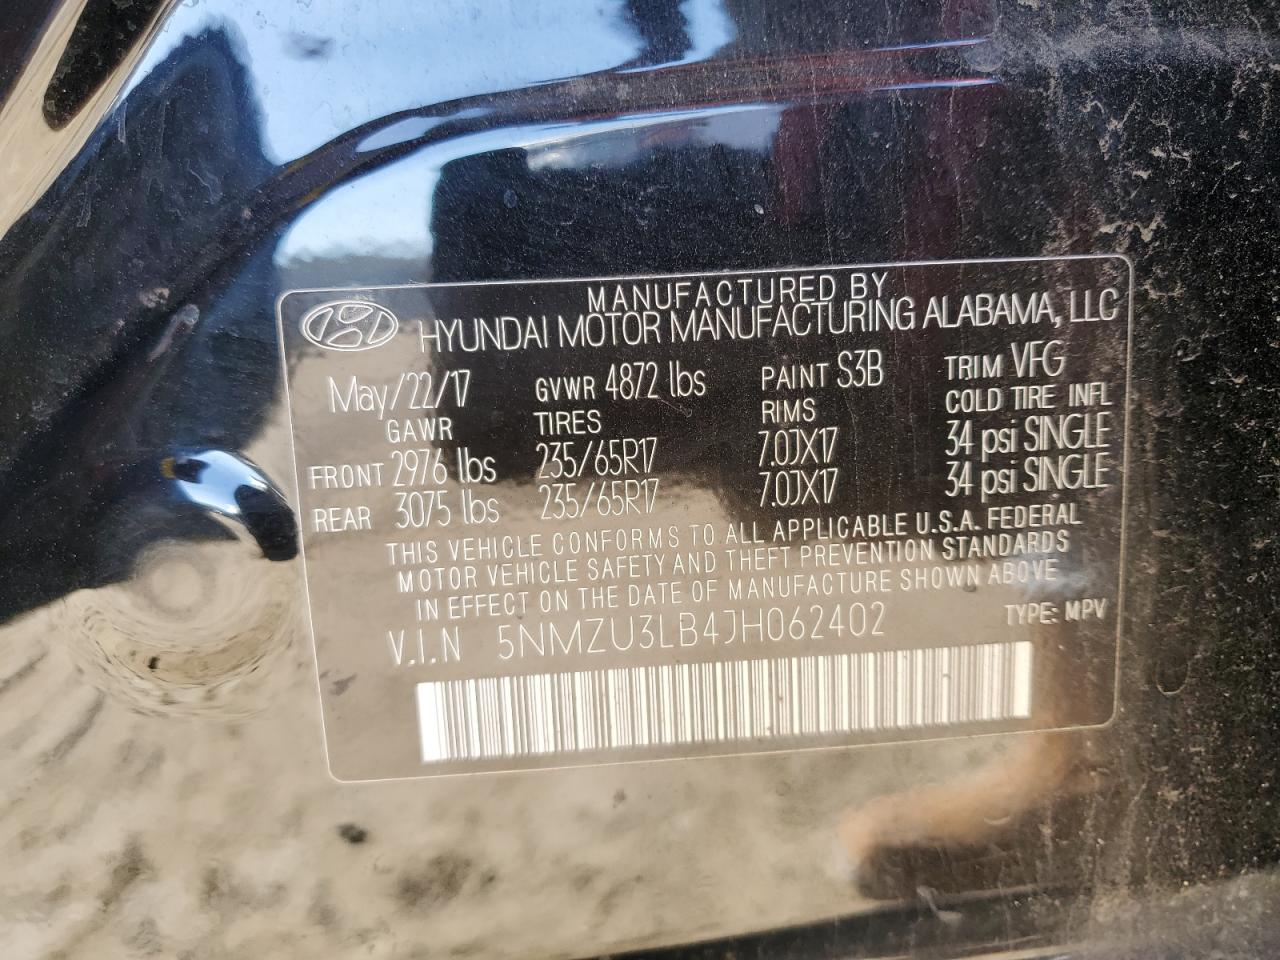 MANUFACTURED BY
HYUNDAI MOTOR MANUFACTURING ALABAMA, LLC
May/22/17 GVWR 4872 lbs PAINT S3B TRIM VFG
GAWR TIRES RIMS COLD TIRE INFL
FRONT 2976 lbs 235/65R17 7.0JX17 34 psi SINGLE
REAR 3075 lbs 235/65R17 7.0JX17 34 psi SINGLE
THIS VEHICLE CONFORMS TO ALL APPLICABLE U.S.A. FEDERAL
MOTOR VEHICLE SAFETY AND THEFT PREVENTION STANDARDS
IN EFFECT ON THE DATE OF MANUFACTURE SHOWN ABOVE
V.I.N 5NMZU3LB4JH062402 TYPE: MPV